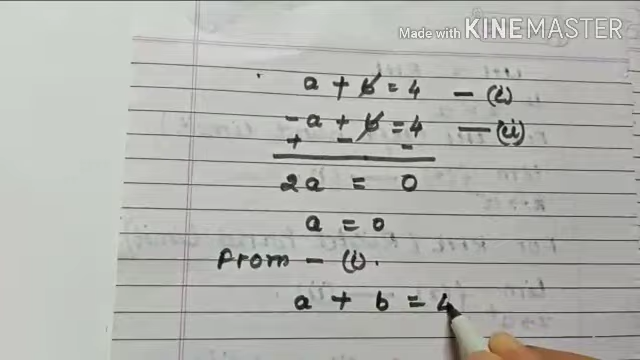 Made with KINEMASTER
a + b = 4 — (i)
-a + b = 4 — (ii)
+ - -
2a = 0
a = 0
From - (i).
a + b = 4